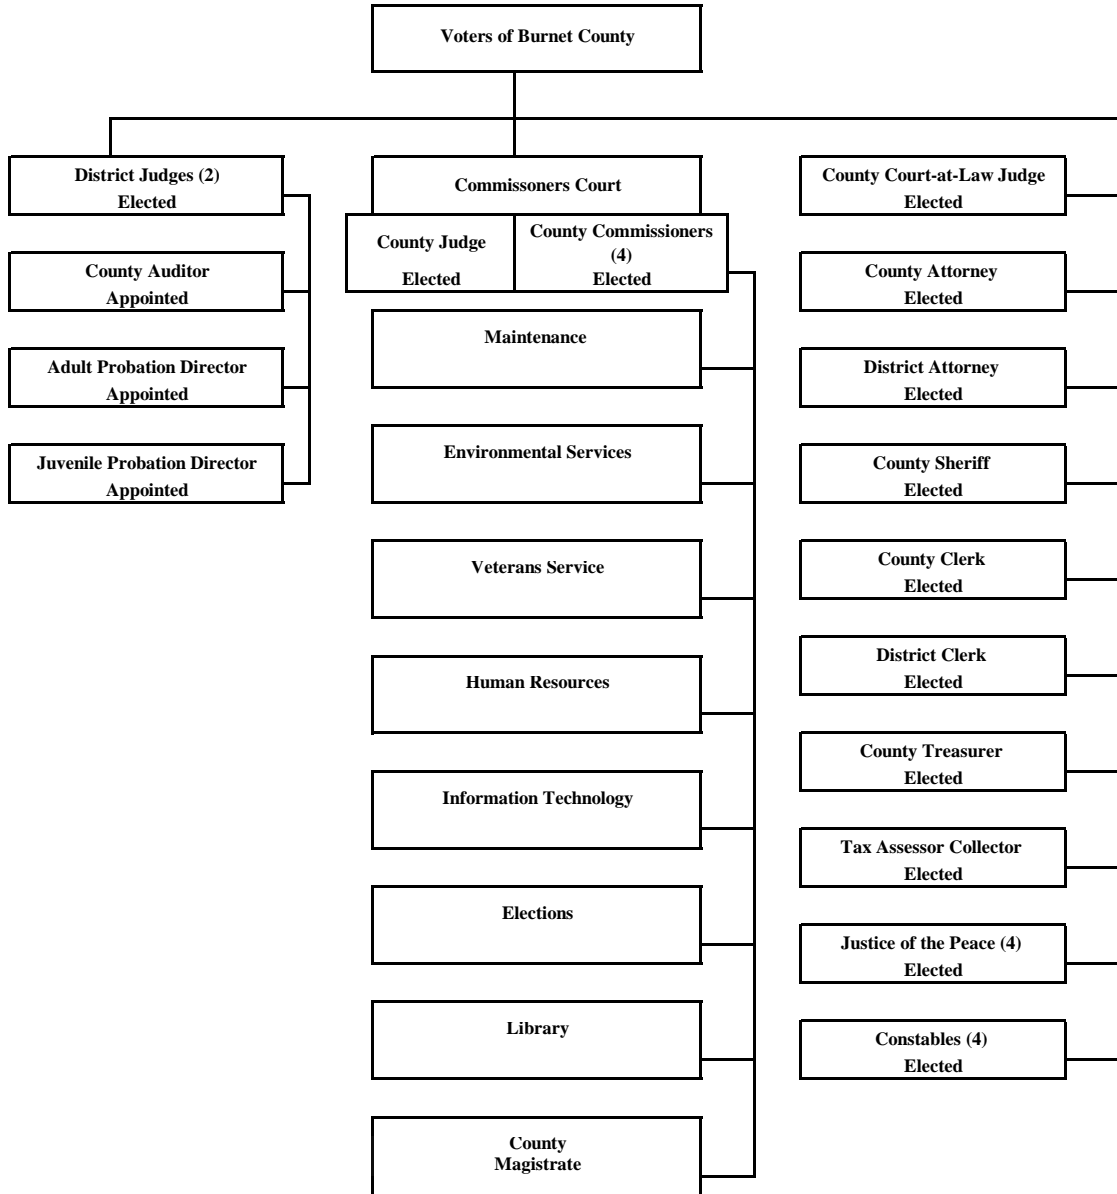 Voters of Burnet County
District Judges (2)
Elected
County Auditor
Appointed
Adult Probation Director
Appointed
Juvenile Probation Director
Appointed
Commissoners Court
County Judge
Elected
County Commissioners
(4)
Elected
Maintenance
Environmental Services
Veterans Service
Human Resources
Information Technology
Elections
Library
County
Magistrate
County Court-at-Law Judge
Elected
County Attorney
Elected
District Attorney
Elected
County Sheriff
Elected
County Clerk
Elected
District Clerk
Elected
County Treasurer
Elected
Tax Assessor Collector
Elected
Justice of the Peace (4)
Elected
Constables (4)
Elected